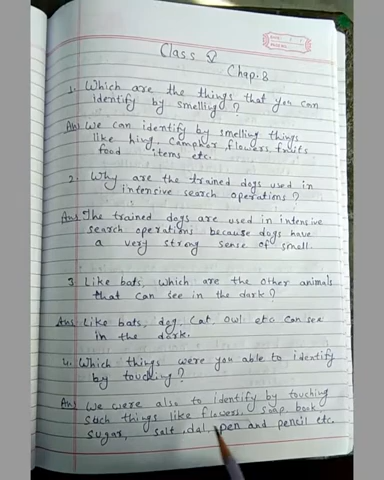 Class 5
Chap. 8
1. Which are the things that you can
identify by smelling?
Ans) We can identify by smelling things
like hing, camphor, flowers, fruits
food items etc.
2. Why are the trained dogs used in
intensive search operations?
Ans The trained dogs are used in intensive
search operations because dogs have
a very strong sense of smell.
3 Like bats, which are the other animals
that can see in the dark?
Ans Like bats, dog, cat, owl etc can see
in the dark.
4. Which things were you able to identify
by touching?
Ans) We were also to identify by touching
such things like flowers, soap book
sugar, salt, dal, pen and pencil etc.